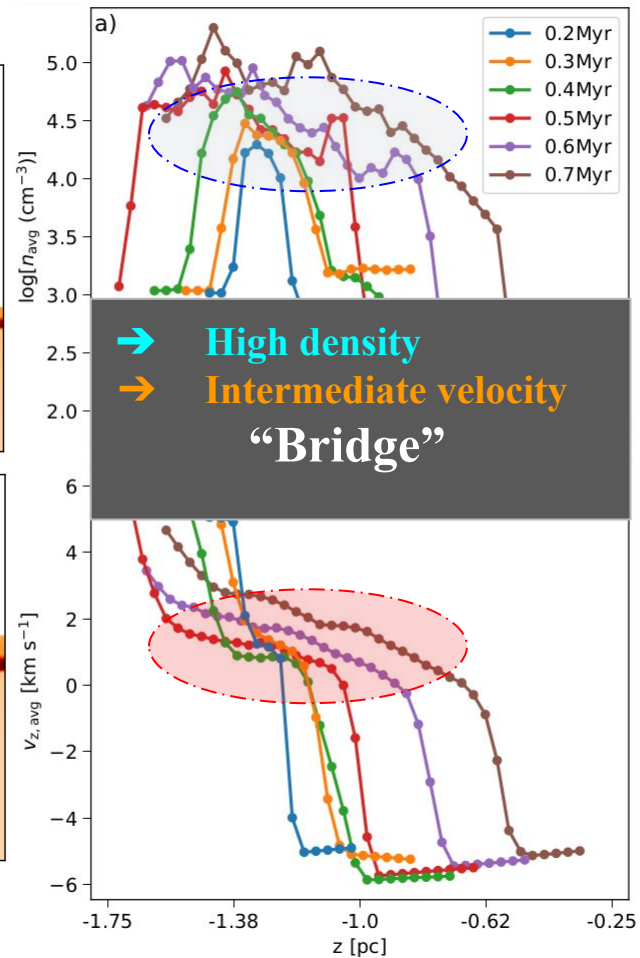 a)
0.2Myr
0.3Myr
0.4Myr
0.5Myr
0.6Myr
0.7Myr
5.0
4.5
4.0
3.5
3.0
2.5
2.0
log[n_avg (cm⁻³)]
➔ High density
➔ Intermediate velocity
“Bridge”
6
4
2
0
−2
−4
−6
v_z,avg [km s⁻¹]
-1.75 -1.38 -1.0 -0.62 -0.25
z [pc]